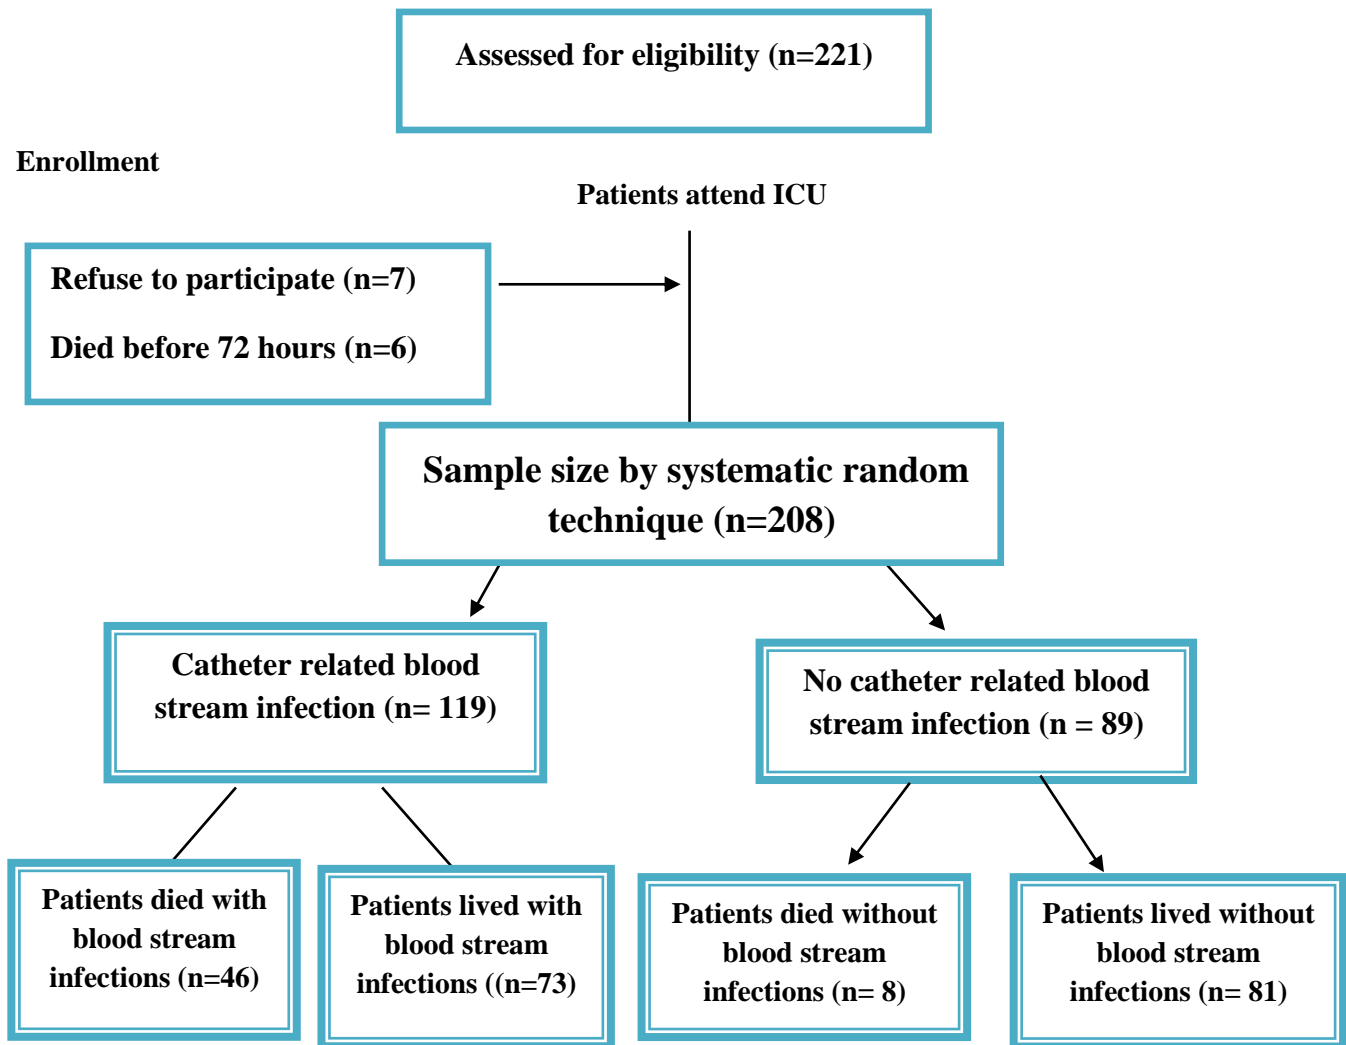 Assessed for eligibility (n=221)
Enrollment
Patients attend ICU
Refuse to participate (n=7)
Died before 72 hours (n=6)
Sample size by systematic random
technique (n=208)
Catheter related blood
stream infection (n= 119)
No catheter related blood
stream infection (n = 89)
Patients died with
blood stream
infections (n=46)
Patients lived with
blood stream
infections ((n=73)
Patients died without
blood stream
infections (n= 8)
Patients lived without
blood stream
infections (n= 81)